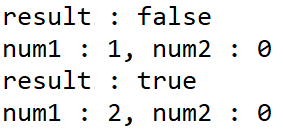 result : false
num1 : 1, num2 : 0
result : true
num1 : 2, num2 : 0